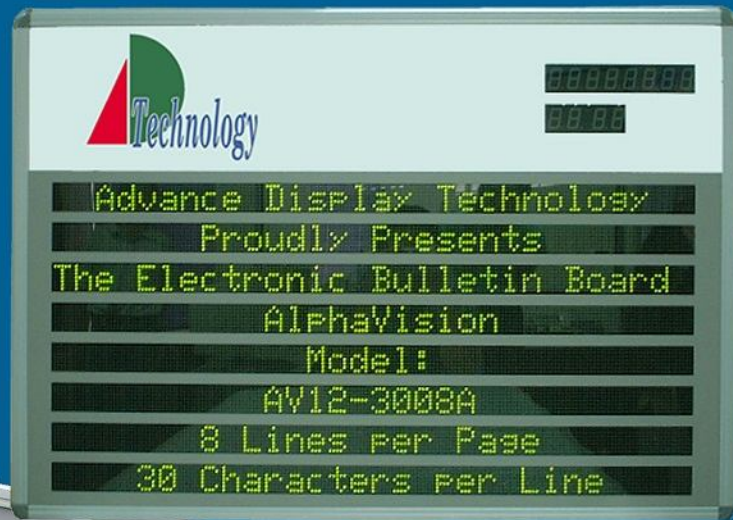 Technology
Advance Display Technology
Proudly Presents
The Electronic Bulletin Board
AlphaVision
Model:
AV12-3008A
8 Lines per Page
30 Characters per Line